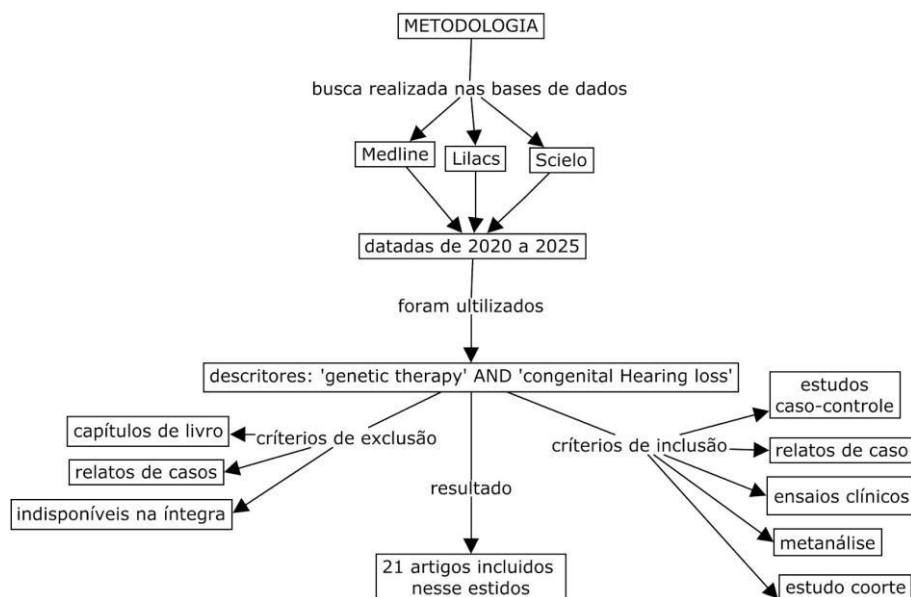 METODOLOGIA
busca realizada nas bases de dados
Medline
Lilacs
Scielo
datadas de 2020 a 2025
foram ultilizados
descritores: 'genetic therapy' AND 'congenital Hearing loss'
capítulos de livro
críterios de exclusão
relatos de casos
indisponíveis na íntegra
resultado
21 artigos incluidos
nesse estidos
críterios de inclusão
estudos
caso-controle
relatos de caso
ensaios clínicos
metanálise
estudo coorte